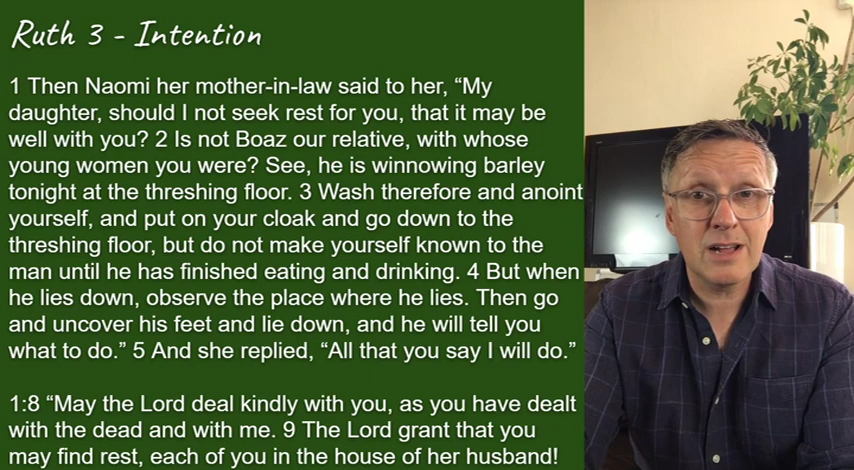 Ruth 3 - Intention
1 Then Naomi her mother-in-law said to her, “My
daughter, should I not seek rest for you, that it may be
well with you? 2 Is not Boaz our relative, with whose
young women you were? See, he is winnowing barley
tonight at the threshing floor. 3 Wash therefore and anoint
yourself, and put on your cloak and go down to the
threshing floor, but do not make yourself known to the
man until he has finished eating and drinking. 4 But when
he lies down, observe the place where he lies. Then go
and uncover his feet and lie down, and he will tell you
what to do.” 5 And she replied, “All that you say I will do.”
1:8 “May the Lord deal kindly with you, as you have dealt
with the dead and with me. 9 The Lord grant that you
may find rest, each of you in the house of her husband!